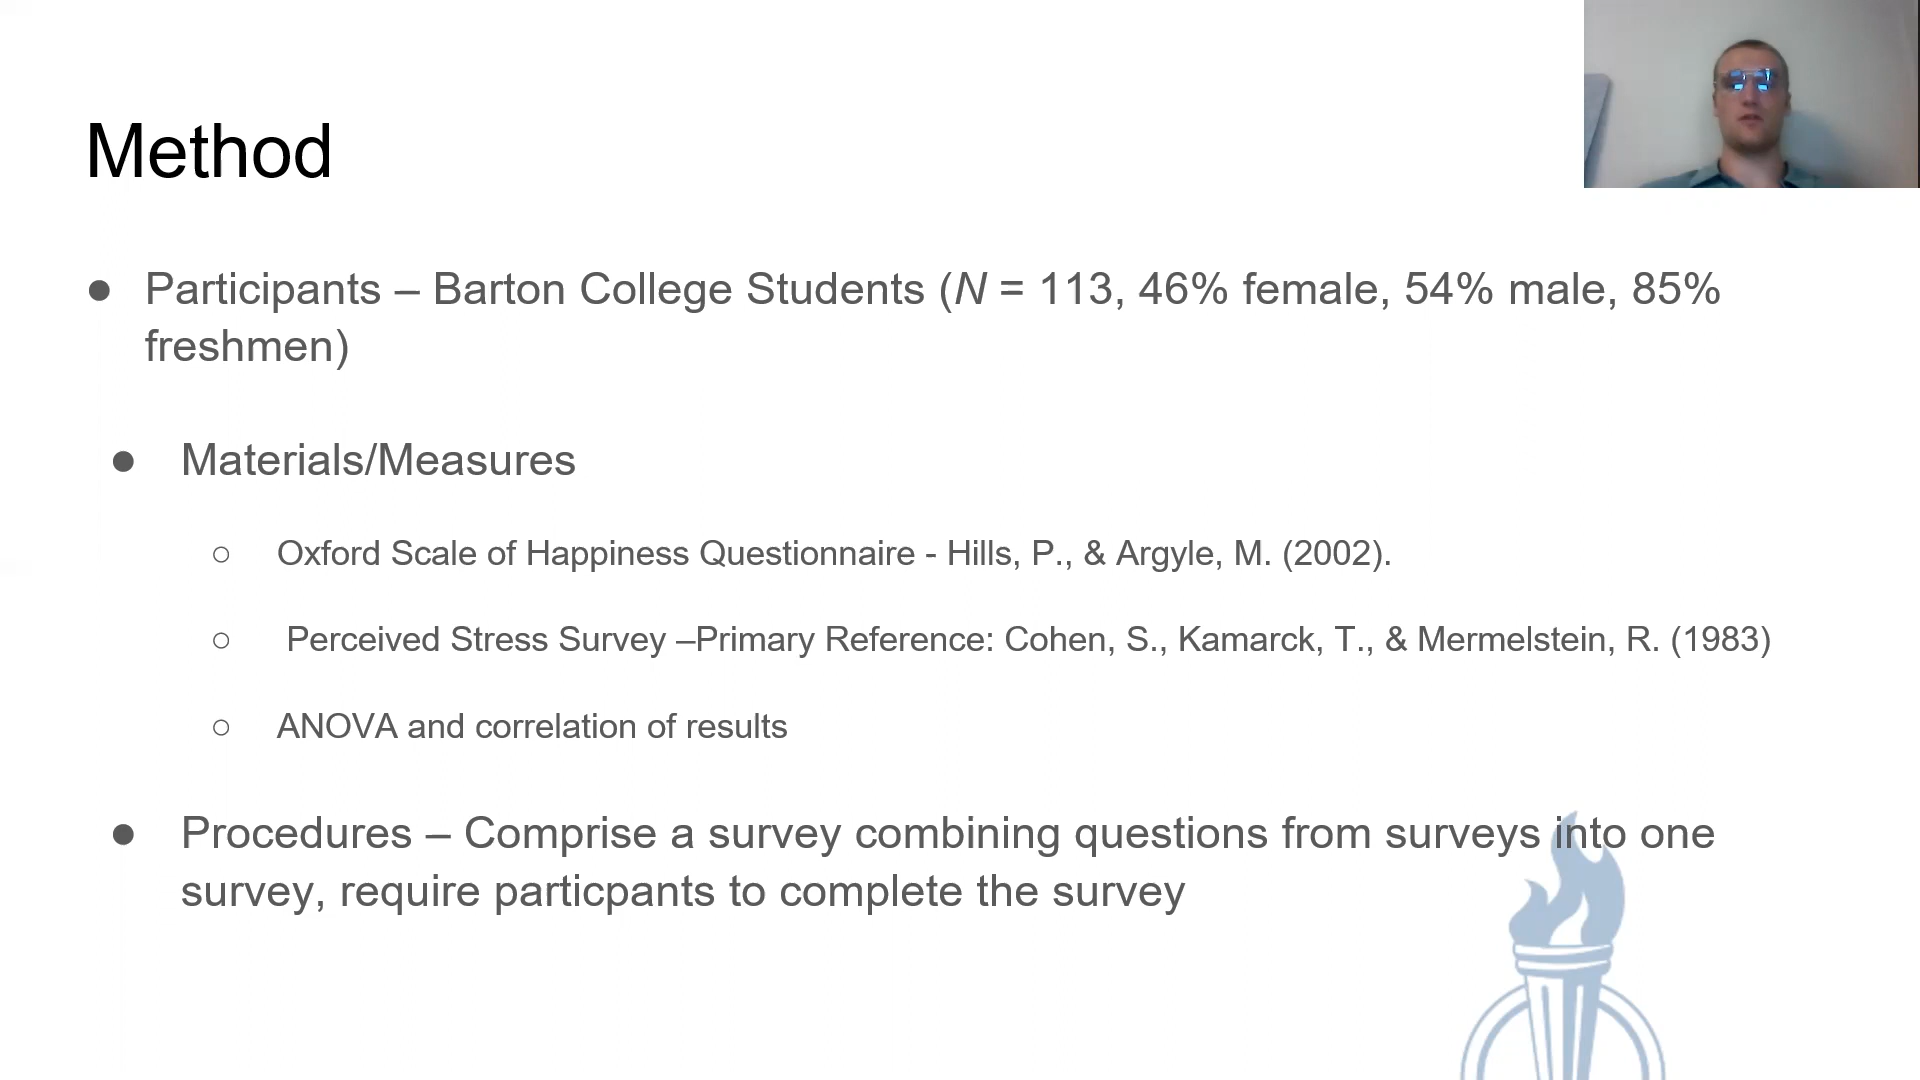 Method
● Participants – Barton College Students (N = 113, 46% female, 54% male, 85%
freshmen)
● Materials/Measures
○ Oxford Scale of Happiness Questionnaire - Hills, P., & Argyle, M. (2002).
○ Perceived Stress Survey –Primary Reference: Cohen, S., Kamarck, T., & Mermelstein, R. (1983)
○ ANOVA and correlation of results
● Procedures – Comprise a survey combining questions from surveys into one
survey, require particpants to complete the survey